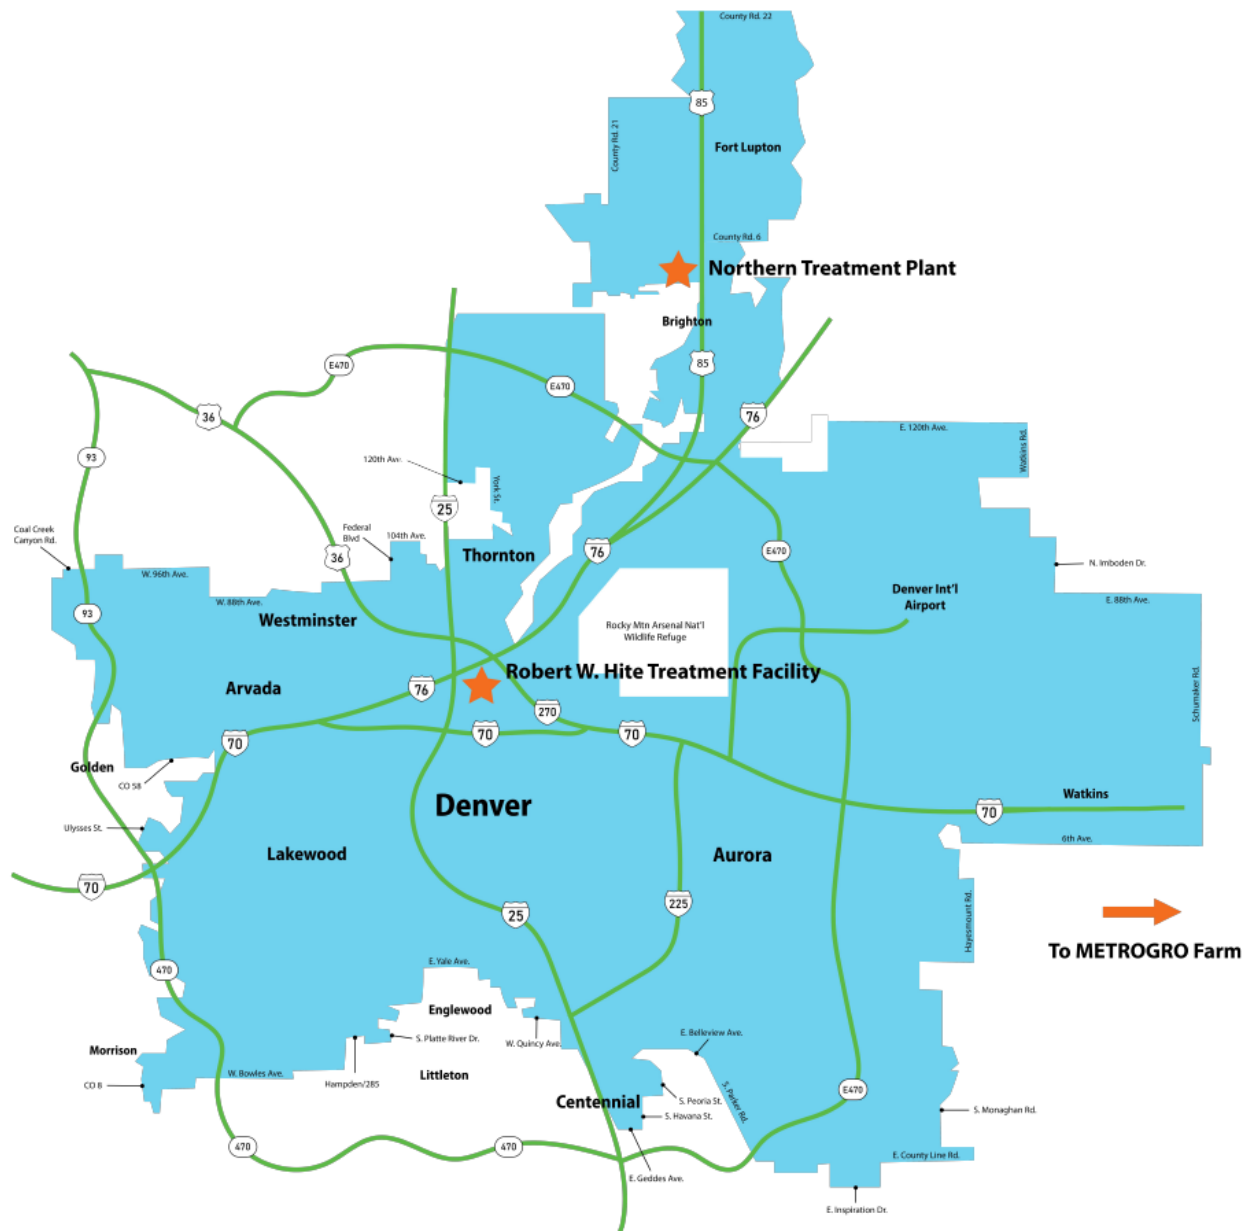 County Rd. 22
85
County Rd. 21
Fort Lupton
County Rd. 6
Northern Treatment Plant
Brighton
85
E470
E470
36
76
E. 120th Ave.
Watkins Rd.
93
120th Ave.
York St.
25
Coal Creek
Canyon Rd.
Federal
Blvd
104th Ave.
36
Thornton
76
E470
N. Imboden Dr.
W. 96th Ave.
Denver Int'l
Airport
W. 88th Ave.
E. 88th Ave.
93
Westminster
Rocky Mtn Arsenal Nat'l
Wildlife Refuge
Robert W. Hite Treatment Facility
Arvada
76
Schumaker Rd.
270
70
70
70
Golden
CO 58
Denver
Watkins
70
Ulysses St.
6th Ave.
Lakewood
Aurora
70
225
25
Hayesmount Rd.
To METROGRO Farm
E. Yale Ave.
470
Englewood
S. Platte River Dr.
W. Quincy Ave.
E. Belleview Ave.
Morrison
W. Bowles Ave.
Hampden/285
Littleton
CO 8
S. Parker Rd.
E470
Centennial
S. Peoria St.
S. Havana St.
S. Monaghan Rd.
470
470
E. County Line Rd.
E. Geddes Ave.
E. Inspiration Dr.